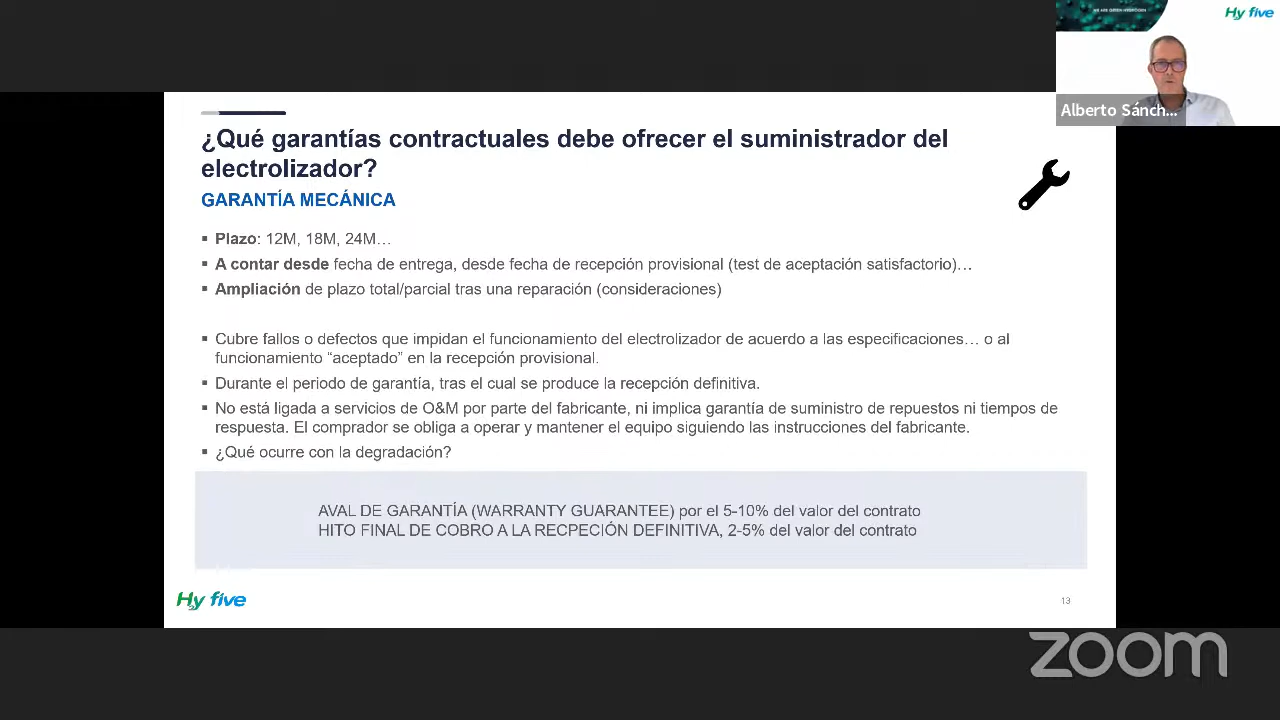 WE ARE GREEN HYDROGEN
Hy five
Alberto Sánch...
¿Qué garantías contractuales debe ofrecer el suministrador del
electrolizador?
GARANTÍA MECÁNICA
▪ Plazo: 12M, 18M, 24M…
▪ A contar desde fecha de entrega, desde fecha de recepción provisional (test de aceptación satisfactorio)…
▪ Ampliación de plazo total/parcial tras una reparación (consideraciones)
▪ Cubre fallos o defectos que impidan el funcionamiento del electrolizador de acuerdo a las especificaciones… o al
funcionamiento “aceptado” en la recepción provisional.
▪ Durante el periodo de garantía, tras el cual se produce la recepción definitiva.
▪ No está ligada a servicios de O&M por parte del fabricante, ni implica garantía de suministro de repuestos ni tiempos de
respuesta. El comprador se obliga a operar y mantener el equipo siguiendo las instrucciones del fabricante.
▪ ¿Qué ocurre con la degradación?
AVAL DE GARANTÍA (WARRANTY GUARANTEE) por el 5-10% del valor del contrato
HITO FINAL DE COBRO A LA RECPECIÓN DEFINITIVA, 2-5% del valor del contrato
Hy five
13
zoom